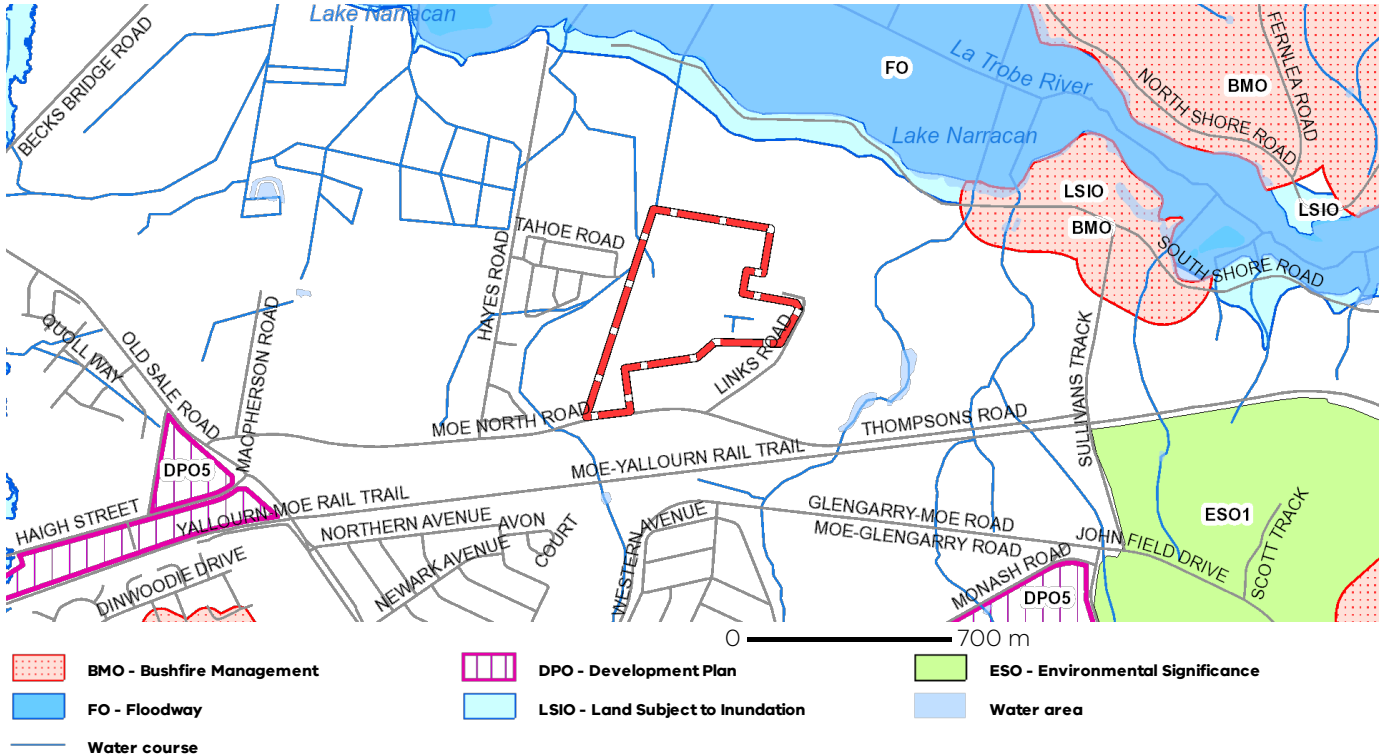 Lake Narracan
BECKS BRIDGE ROAD
FO
La Trobe River
FERNLEA ROAD
BMO
NORTH SHORE ROAD
Lake Narracan
LSIO
LSIO
BMO
TAHOE ROAD
HAYES ROAD
SOUTH SHORE ROAD
QUOLL WAY
OLD SALE ROAD
MACPHERSON ROAD
LINKS ROAD
SULLIVANS TRACK
MOE NORTH ROAD
THOMPSONS ROAD
MOE-YALLOURN RAIL TRAIL
DPO5
HAIGH STREET
YALLOURN-MOE RAIL TRAIL
NORTHERN AVENUE
AVON COURT
NEWARK AVENUE
WESTERN AVENUE
GLENGARRY-MOE ROAD
MOE-GLENGARRY ROAD
ESO1
SCOTT TRACK
JOHN FIELD DRIVE
MONASH ROAD
DPO5
DINWOODIE DRIVE
0 700 m
BMO - Bushfire Management
DPO - Development Plan
ESO - Environmental Significance
FO - Floodway
LSIO - Land Subject to Inundation
Water area
Water course